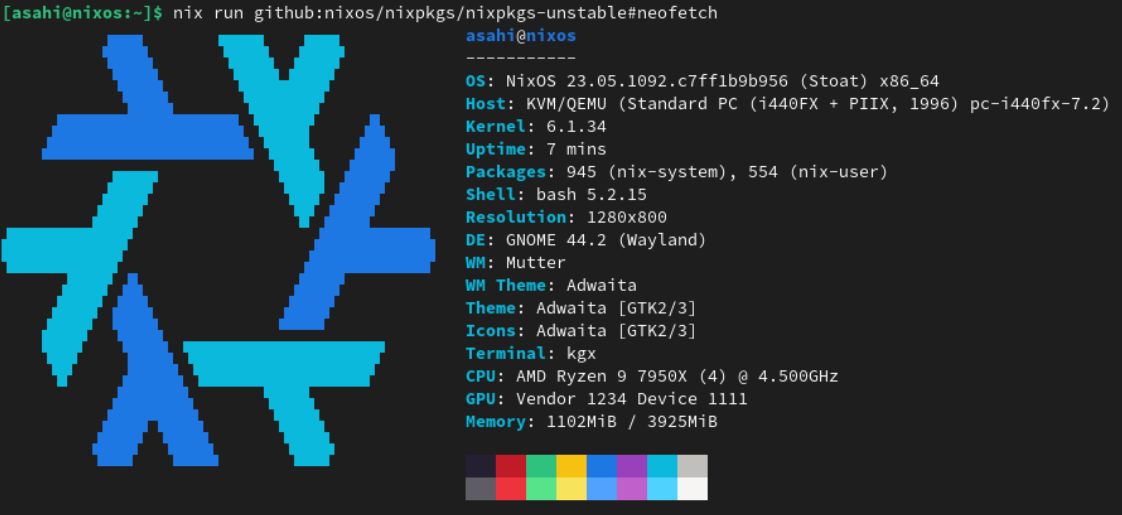 [asahi@nixos:~]$ nix run github:nixos/nixpkgs/nixpkgs-unstable#neofetch
asahi@nixos
-----------
OS: NixOS 23.05.1092.c7ff1b9b956 (Stoat) x86_64
Host: KVM/QEMU (Standard PC (i440FX + PIIX, 1996) pc-i440fx-7.2)
Kernel: 6.1.34
Uptime: 7 mins
Packages: 945 (nix-system), 554 (nix-user)
Shell: bash 5.2.15
Resolution: 1280x800
DE: GNOME 44.2 (Wayland)
WM: Mutter
WM Theme: Adwaita
Theme: Adwaita [GTK2/3]
Icons: Adwaita [GTK2/3]
Terminal: kgx
CPU: AMD Ryzen 9 7950X (4) @ 4.500GHz
GPU: Vendor 1234 Device 1111
Memory: 1102MiB / 3925MiB